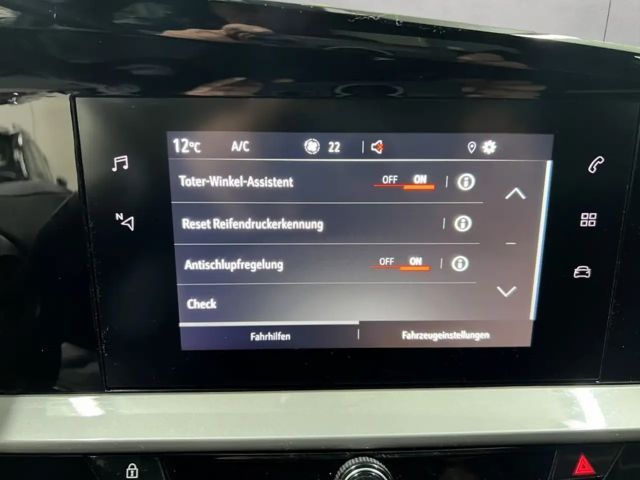 12°C A/C 22
Toter-Winkel-Assistent OFF ON
Reset Reifendruckerkennung
Antischlupfregelung OFF ON
Check
Fahrhilfen Fahrzeugeinstellungen
N